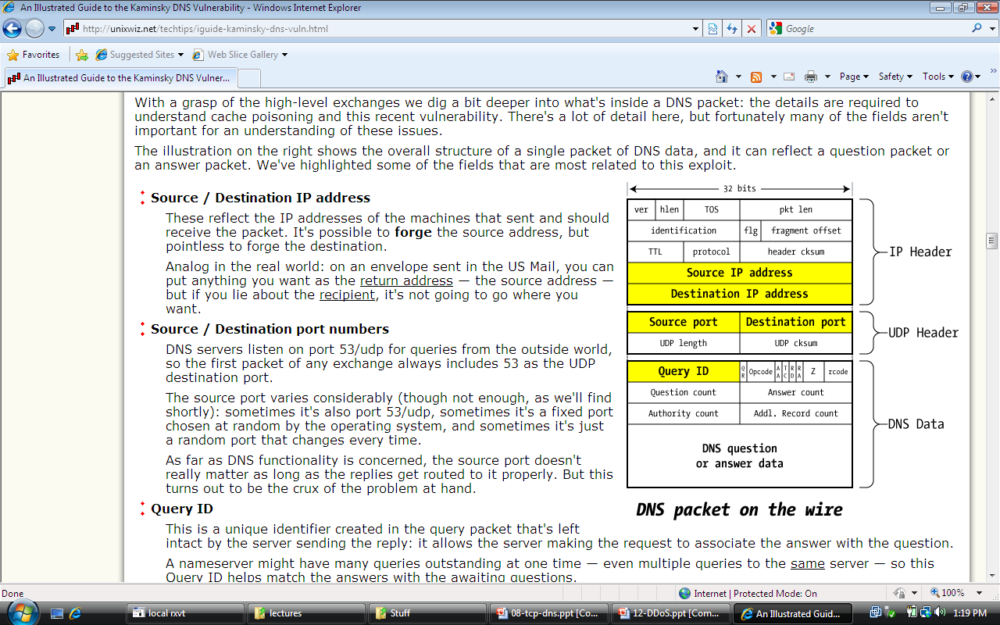 An Illustrated Guide to the Kaminsky DNS Vulnerability - Windows Internet Explorer
http://unixwiz.net/techtips/iguide-kaminsky-dns-vuln.html
Google
Favorites
Suggested Sites
Web Slice Gallery
An Illustrated Guide to the Kaminsky DNS Vulner...
Page
Safety
Tools
With a grasp of the high-level exchanges we dig a bit deeper into what's inside a DNS packet: the details are required to
understand cache poisoning and this recent vulnerability. There's a lot of detail here, but fortunately many of the fields aren't
important for an understanding of these issues.
The illustration on the right shows the overall structure of a single packet of DNS data, and it can reflect a question packet or
an answer packet. We've highlighted some of the fields that are most related to this exploit.
Source / Destination IP address
These reflect the IP addresses of the machines that sent and should
receive the packet. It's possible to forge the source address, but
pointless to forge the destination.
Analog in the real world: on an envelope sent in the US Mail, you can
put anything you want as the return address — the source address —
but if you lie about the recipient, it's not going to go where you
want.
Source / Destination port numbers
DNS servers listen on port 53/udp for queries from the outside world,
so the first packet of any exchange always includes 53 as the UDP
destination port.
The source port varies considerably (though not enough, as we'll find
shortly): sometimes it's also port 53/udp, sometimes it's a fixed port
chosen at random by the operating system, and sometimes it's just
a random port that changes every time.
As far as DNS functionality is concerned, the source port doesn't
really matter as long as the replies get routed to it properly. But this
turns out to be the crux of the problem at hand.
Query ID
This is a unique identifier created in the query packet that's left
intact by the server sending the reply: it allows the server making the request to associate the answer with the question.
A nameserver might have many queries outstanding at one time — even multiple queries to the same server — so this
Query ID helps match the answers with the awaiting questions.
32 bits
ver hlen TOS pkt len
identification flg fragment offset
TTL protocol header cksum
Source IP address
Destination IP address
IP Header
Source port Destination port
UDP length UDP cksum
UDP Header
Query ID QR Opcode AA TC RD RA Z rcode
Question count Answer count
Authority count Addl. Record count
DNS question
or answer data
DNS Data
DNS packet on the wire
Done
Internet | Protected Mode: On
100%
local rxvt
lectures
Stuff
08-tcp-dns.ppt [Co...
12-DDoS.ppt [Com...
An Illustrated Guid...
1:19 PM